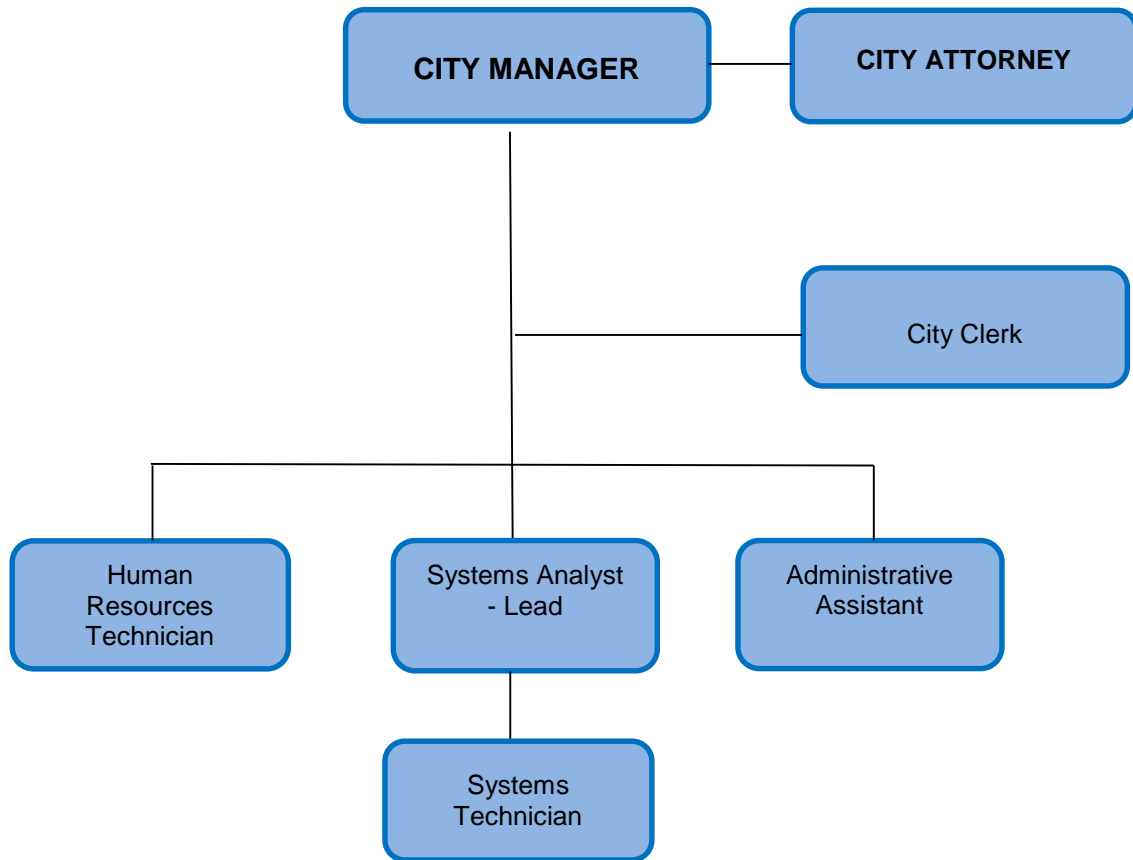 CITY MANAGER
CITY ATTORNEY
City Clerk
Human
Resources
Technician
Systems Analyst
- Lead
Administrative
Assistant
Systems
Technician